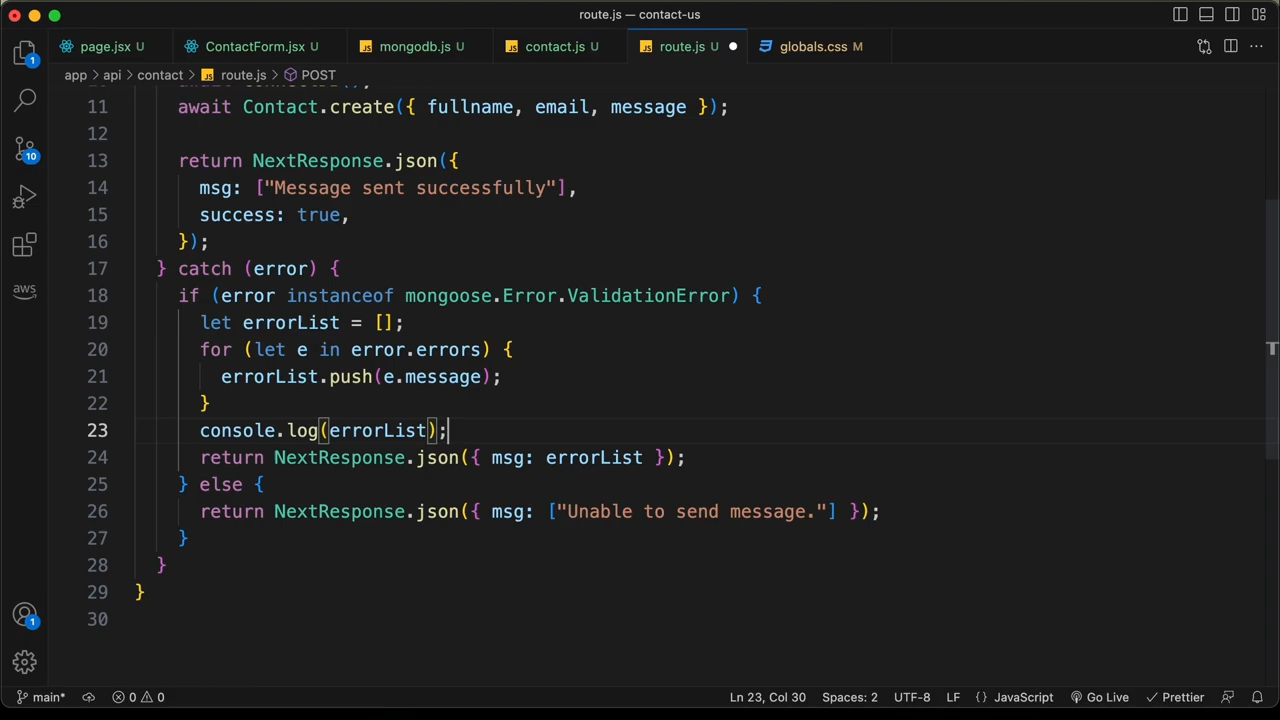 route.js — contact-us
page.jsx U
ContactForm.jsx U
mongodb.js U
contact.js U
route.js U
globals.css M
app > api > contact > route.js > POST
11 await Contact.create({ fullname, email, message });
12
13 return NextResponse.json({
14 msg: ["Message sent successfully"],
15 success: true,
16 });
17 } catch (error) {
18 if (error instanceof mongoose.Error.ValidationError) {
19 let errorList = [];
20 for (let e in error.errors) {
21 errorList.push(e.message);
22 }
23 console.log(errorList);
24 return NextResponse.json({ msg: errorList });
25 } else {
26 return NextResponse.json({ msg: ["Unable to send message."] });
27 }
28 }
29 }
30
1
10
aws
1
main* 0 0 Ln 23, Col 30 Spaces: 2 UTF-8 LF {} JavaScript Go Live Prettier